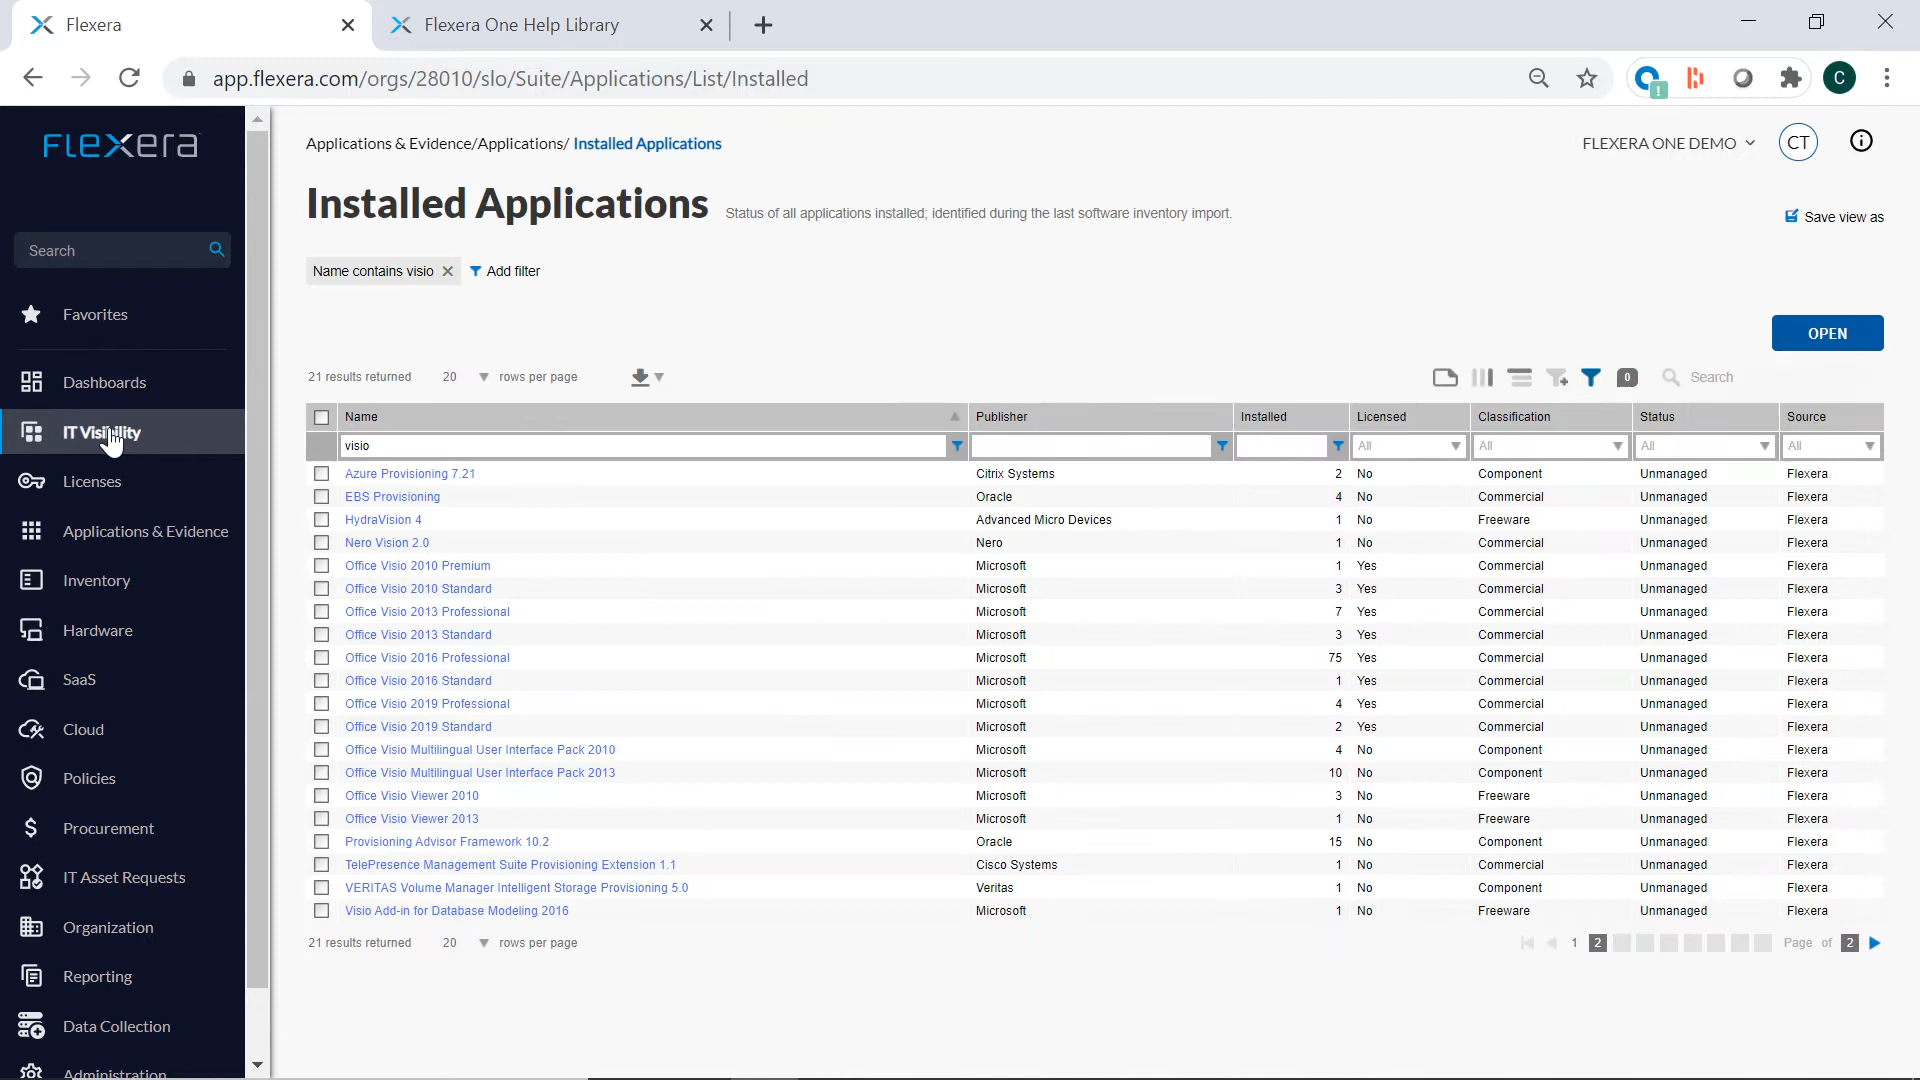 Flexera
Flexera One Help Library
app.flexera.com/orgs/28010/slo/Suite/Applications/List/Installed
C
FLEXERA
Search
Favorites
Dashboards
IT Visibility
Licenses
Applications & Evidence
Inventory
Hardware
SaaS
Cloud
Policies
Procurement
IT Asset Requests
Organization
Reporting
Data Collection
Administration
Applications & Evidence/Applications/ Installed Applications
FLEXERA ONE DEMO
CT
Installed Applications Status of all applications installed; identified during the last software inventory import.
Save view as
Name contains visio Add filter
OPEN
21 results returned 20 rows per page 0 Search
Name Publisher Installed Licensed Classification Status Source
visio All All All All
Azure Provisioning 7.21 Citrix Systems 2 No Component Unmanaged Flexera
EBS Provisioning Oracle 4 No Commercial Unmanaged Flexera
HydraVision 4 Advanced Micro Devices 1 No Freeware Unmanaged Flexera
Nero Vision 2.0 Nero 1 No Commercial Unmanaged Flexera
Office Visio 2010 Premium Microsoft 1 Yes Commercial Unmanaged Flexera
Office Visio 2010 Standard Microsoft 3 Yes Commercial Unmanaged Flexera
Office Visio 2013 Professional Microsoft 7 Yes Commercial Unmanaged Flexera
Office Visio 2013 Standard Microsoft 3 Yes Commercial Unmanaged Flexera
Office Visio 2016 Professional Microsoft 75 Yes Commercial Unmanaged Flexera
Office Visio 2016 Standard Microsoft 1 Yes Commercial Unmanaged Flexera
Office Visio 2019 Professional Microsoft 4 Yes Commercial Unmanaged Flexera
Office Visio 2019 Standard Microsoft 2 Yes Commercial Unmanaged Flexera
Office Visio Multilingual User Interface Pack 2010 Microsoft 4 No Component Unmanaged Flexera
Office Visio Multilingual User Interface Pack 2013 Microsoft 10 No Component Unmanaged Flexera
Office Visio Viewer 2010 Microsoft 3 No Freeware Unmanaged Flexera
Office Visio Viewer 2013 Microsoft 1 No Freeware Unmanaged Flexera
Provisioning Advisor Framework 10.2 Oracle 15 No Component Unmanaged Flexera
TelePresence Management Suite Provisioning Extension 1.1 Cisco Systems 1 No Commercial Unmanaged Flexera
VERITAS Volume Manager Intelligent Storage Provisioning 5.0 Veritas 1 No Component Unmanaged Flexera
Visio Add-in for Database Modeling 2016 Microsoft 1 No Freeware Unmanaged Flexera
21 results returned 20 rows per page 1 2 Page of 2